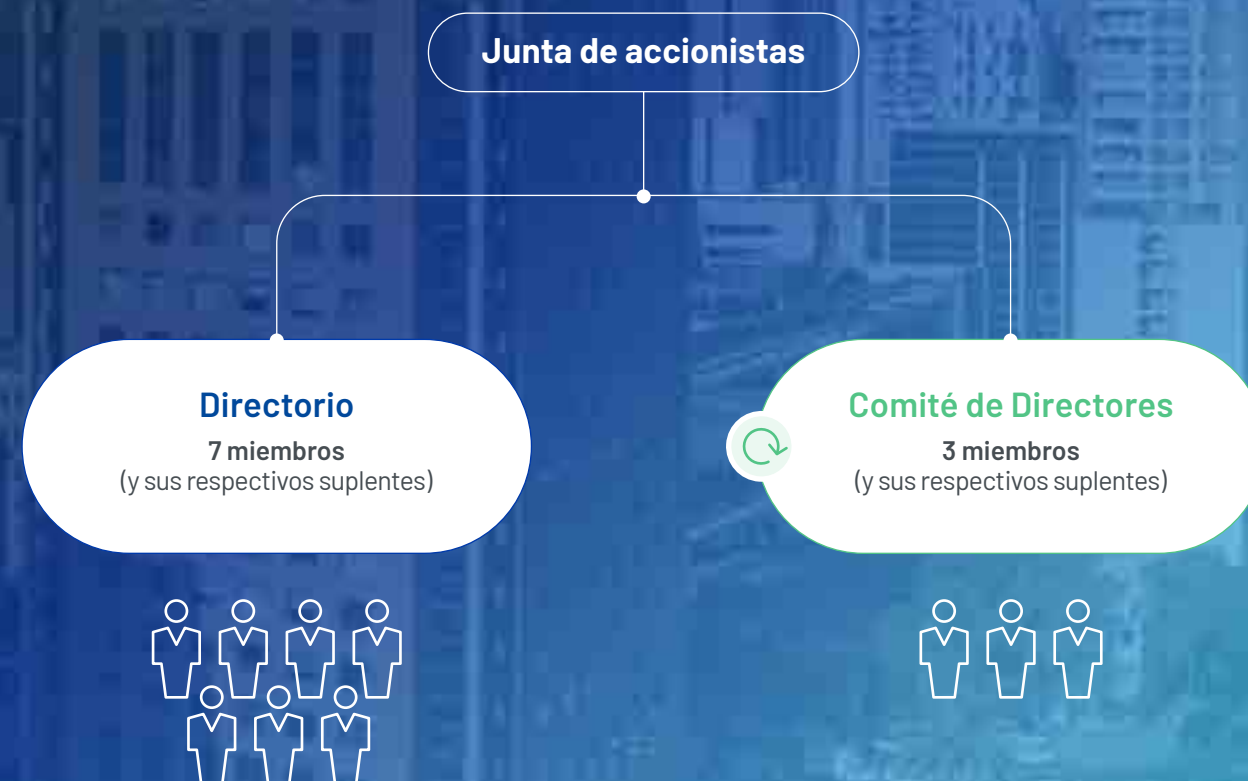 Junta de accionistas
Directorio
7 miembros
(y sus respectivos suplentes)
Comité de Directores
3 miembros
(y sus respectivos suplentes)